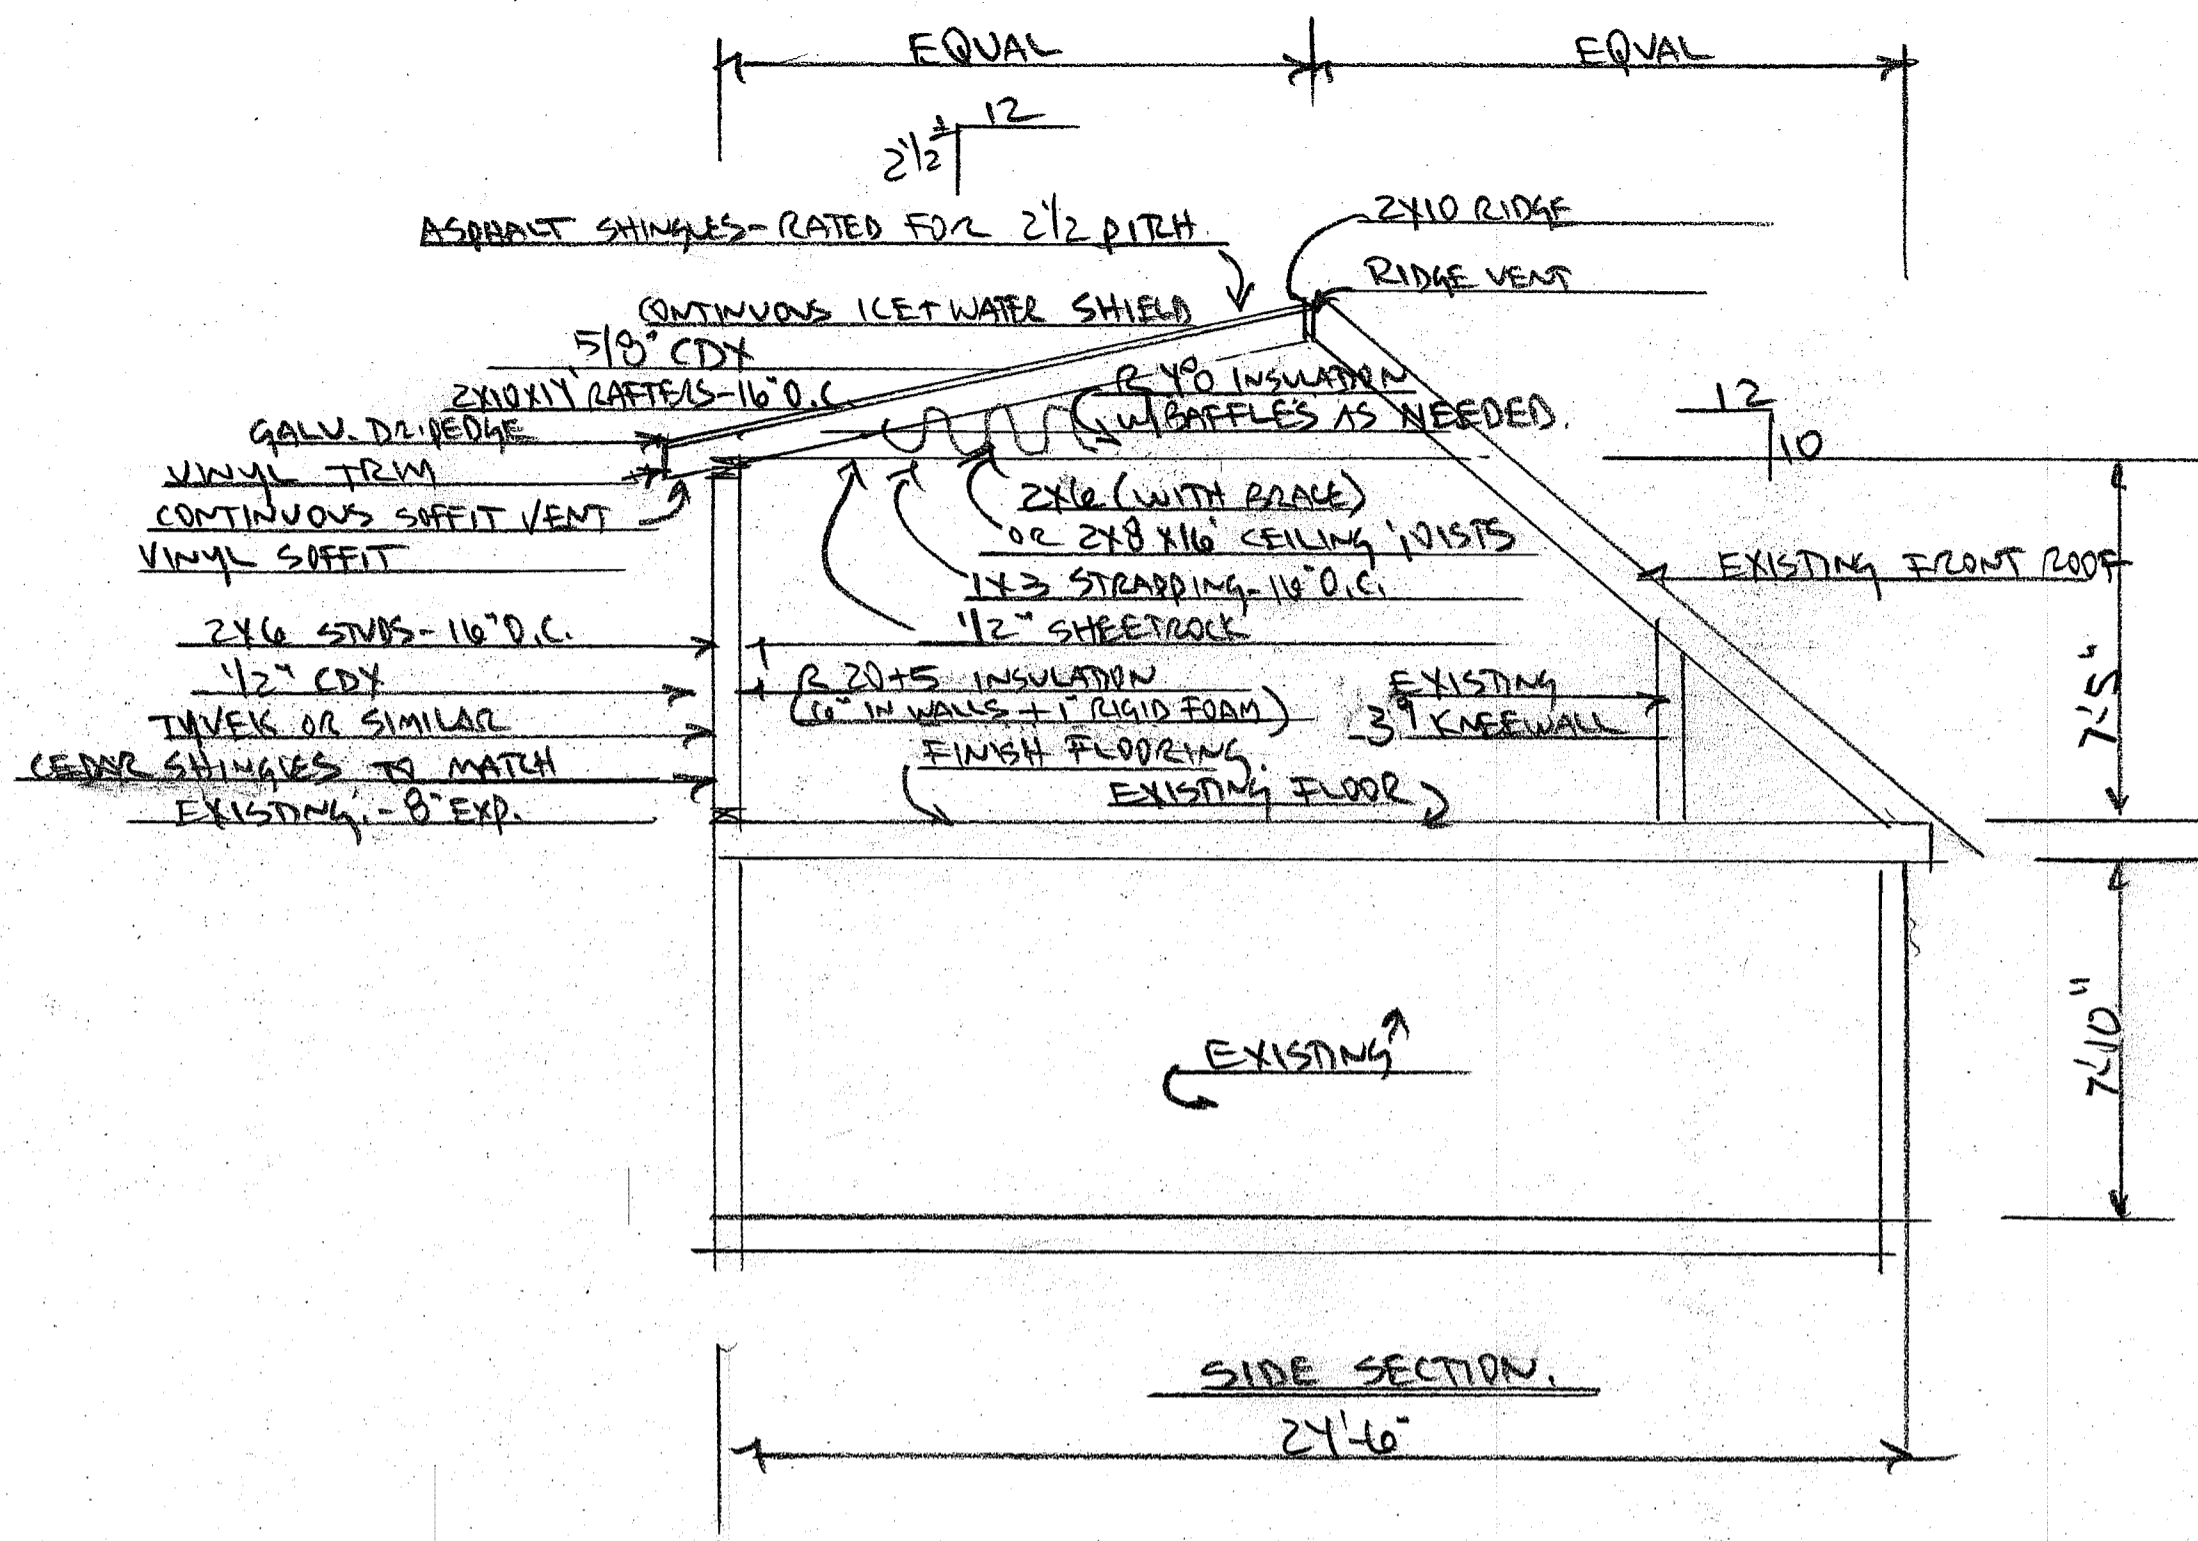 EQUAL
EQUAL
12
2 1/2 ±
ASPHALT SHINGLES-RATED FOR 2 1/2 PITCH.
2X10 RIDGE
RIDGE VENT
CONTINUOUS ICE + WATER SHIELD
5/8" CDX
2X10X14' RAFTERS-16" O.C.
R 40 INSULATION
W/BAFFLES AS NEEDED.
12
10
GALV. DRIPEDGE
VINYL TRIM
CONTINUOUS SOFFIT VENT
VINYL SOFFIT
2X6 (WITH BRACE)
OR 2X8 X16' CEILING JOISTS
1X3 STRAPPING-16" O.C.
1/2" SHEETROCK
EXISTING FRONT ROOF
2X6 STUDS-16" O.C.
1/2" CDX
TYVEK OR SIMILAR
CEDAR SHINGLES TO MATCH
EXISTING.-8" EXP.
R 20+5 INSULATION
(6" IN WALLS + 1" RIGID FOAM)
FINISH FLOORING.
EXISTING FLOOR
EXISTING
KNEEWALL
7'-5"
EXISTING
7'-10"
SIDE SECTION.
24'-6"